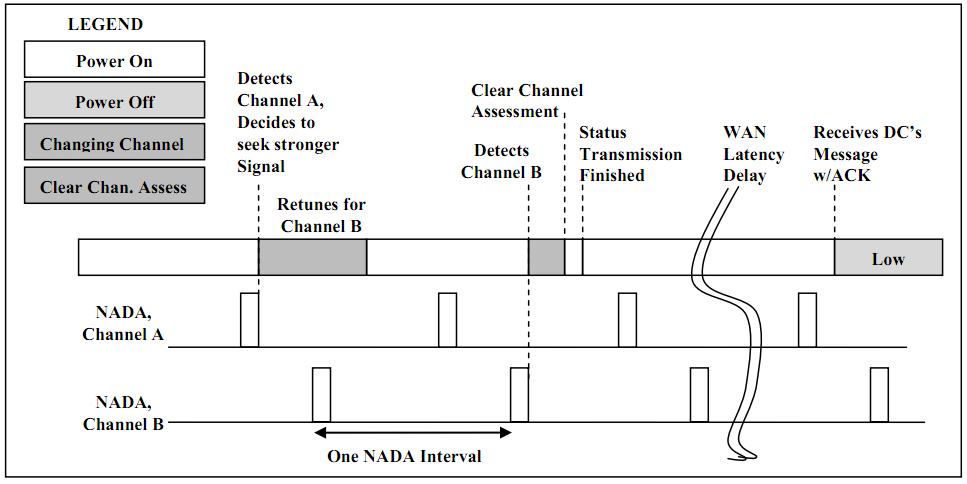 LEGEND
Power On
Power Off
Changing Channel
Clear Chan. Assess
Detects
Channel A,
Decides to
seek stronger
Signal
Retunes for
Channel B
Clear Channel
Assessment
Detects
Channel B
Status
Transmission
Finished
WAN
Latency
Delay
Receives DC's
Message
w/ACK
Low
NADA,
Channel A
NADA,
Channel B
One NADA Interval